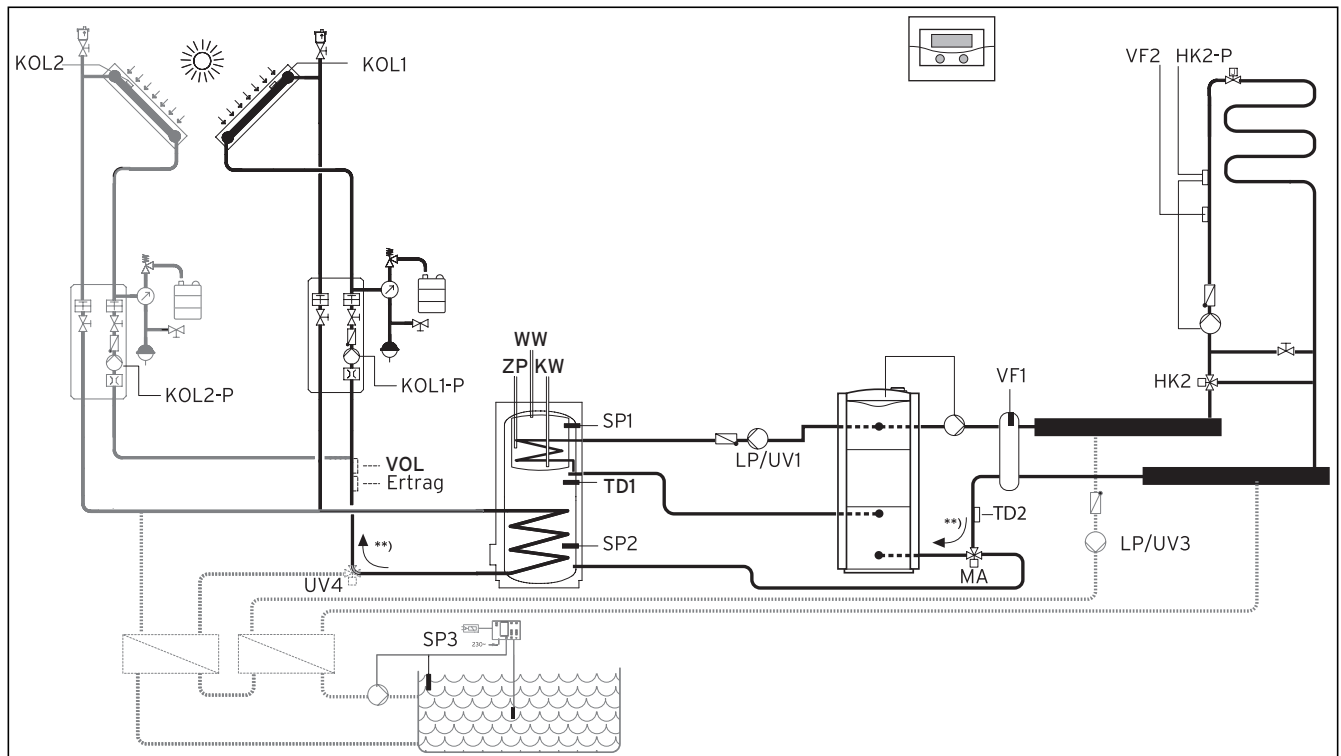 KOL2
KOL1
VF2 HK2-P
KOL2-P
KOL1-P
WW
ZP KW
SP1
LP/UV1
VF1
HK2
VOL
Ertrag
TD1
SP2
TD2
**)
**)
UV4
MA
LP/UV3
SP3
230~